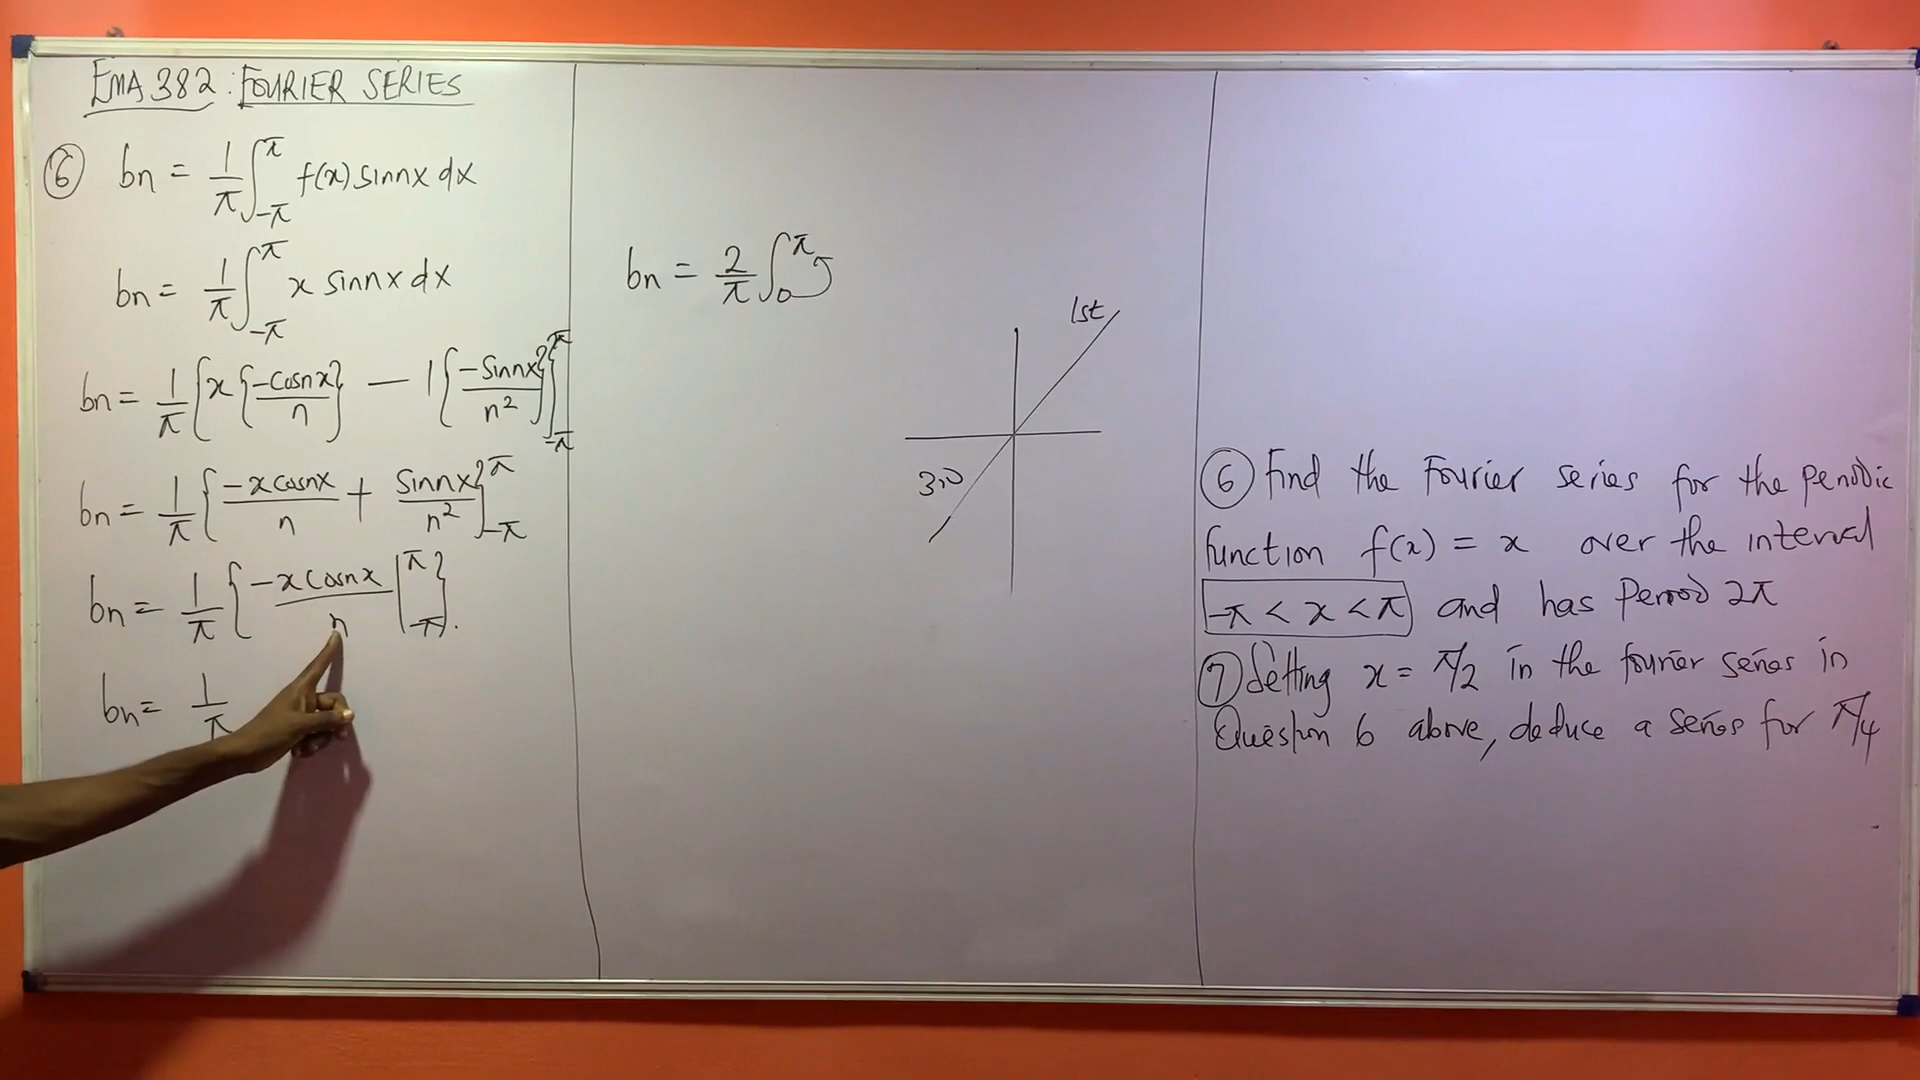 EMA 382 : FOURIER SERIES
⑥ bn = 1/π ∫_{-π}^{π} f(x) sinnx dx
bn = 1/π ∫_{-π}^{π} x sinnx dx
bn = 1/π [x {-cosnx/n} — 1 {-sinnx/n²}]_{-π}^{π}
bn = 1/π {-x cosnx/n + sinnx/n²}_{-π}^{π}
bn = 1/π {-x cosnx/n |_{-π}^{π}}.
bn = 1/π
bn = 2/π ∫_{0}^{π}
1st
3rd
⑥ Find the Fourier series for the periodic
function f(x) = x over the interval
-π < x < π and has Period 2π
⑦ Setting x = π/2 in the fourier series in
Question 6 above, deduce a series for π/4